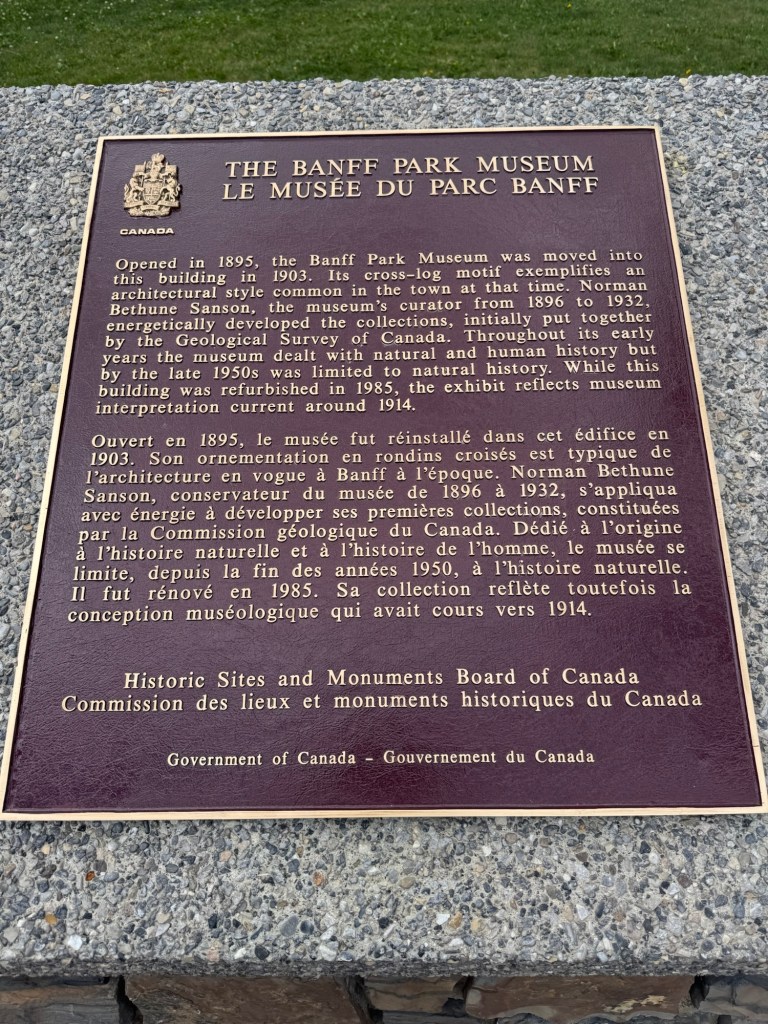 THE BANFF PARK MUSEUM
LE MUSÉE DU PARC BANFF
CANADA
Opened in 1895, the Banff Park Museum was moved into
this building in 1903. Its cross-log motif exemplifies an
architectural style common in the town at that time. Norman
Bethune Sanson, the museum's curator from 1896 to 1932,
energetically developed the collections, initially put together
by the Geological Survey of Canada. Throughout its early
years the museum dealt with natural and human history but
by the late 1950s was limited to natural history. While this
building was refurbished in 1985, the exhibit reflects museum
interpretation current around 1914.
Ouvert en 1895, le musée fut réinstallé dans cet édifice en
1903. Son ornementation en rondins croisés est typique de
l'architecture en vogue à Banff à l'époque. Norman Bethune
Sanson, conservateur du musée de 1896 à 1932, s'appliqua
avec énergie à développer ses premières collections, constituées
par la Commission géologique du Canada. Dédié à l'origine
à l'histoire naturelle et à l'histoire de l'homme, le musée se
limite, depuis la fin des années 1950, à l'histoire naturelle.
Il fut rénové en 1985. Sa collection reflète toutefois la
conception muséologique qui avait cours vers 1914.
Historic Sites and Monuments Board of Canada
Commission des lieux et monuments historiques du Canada
Government of Canada – Gouvernement du Canada